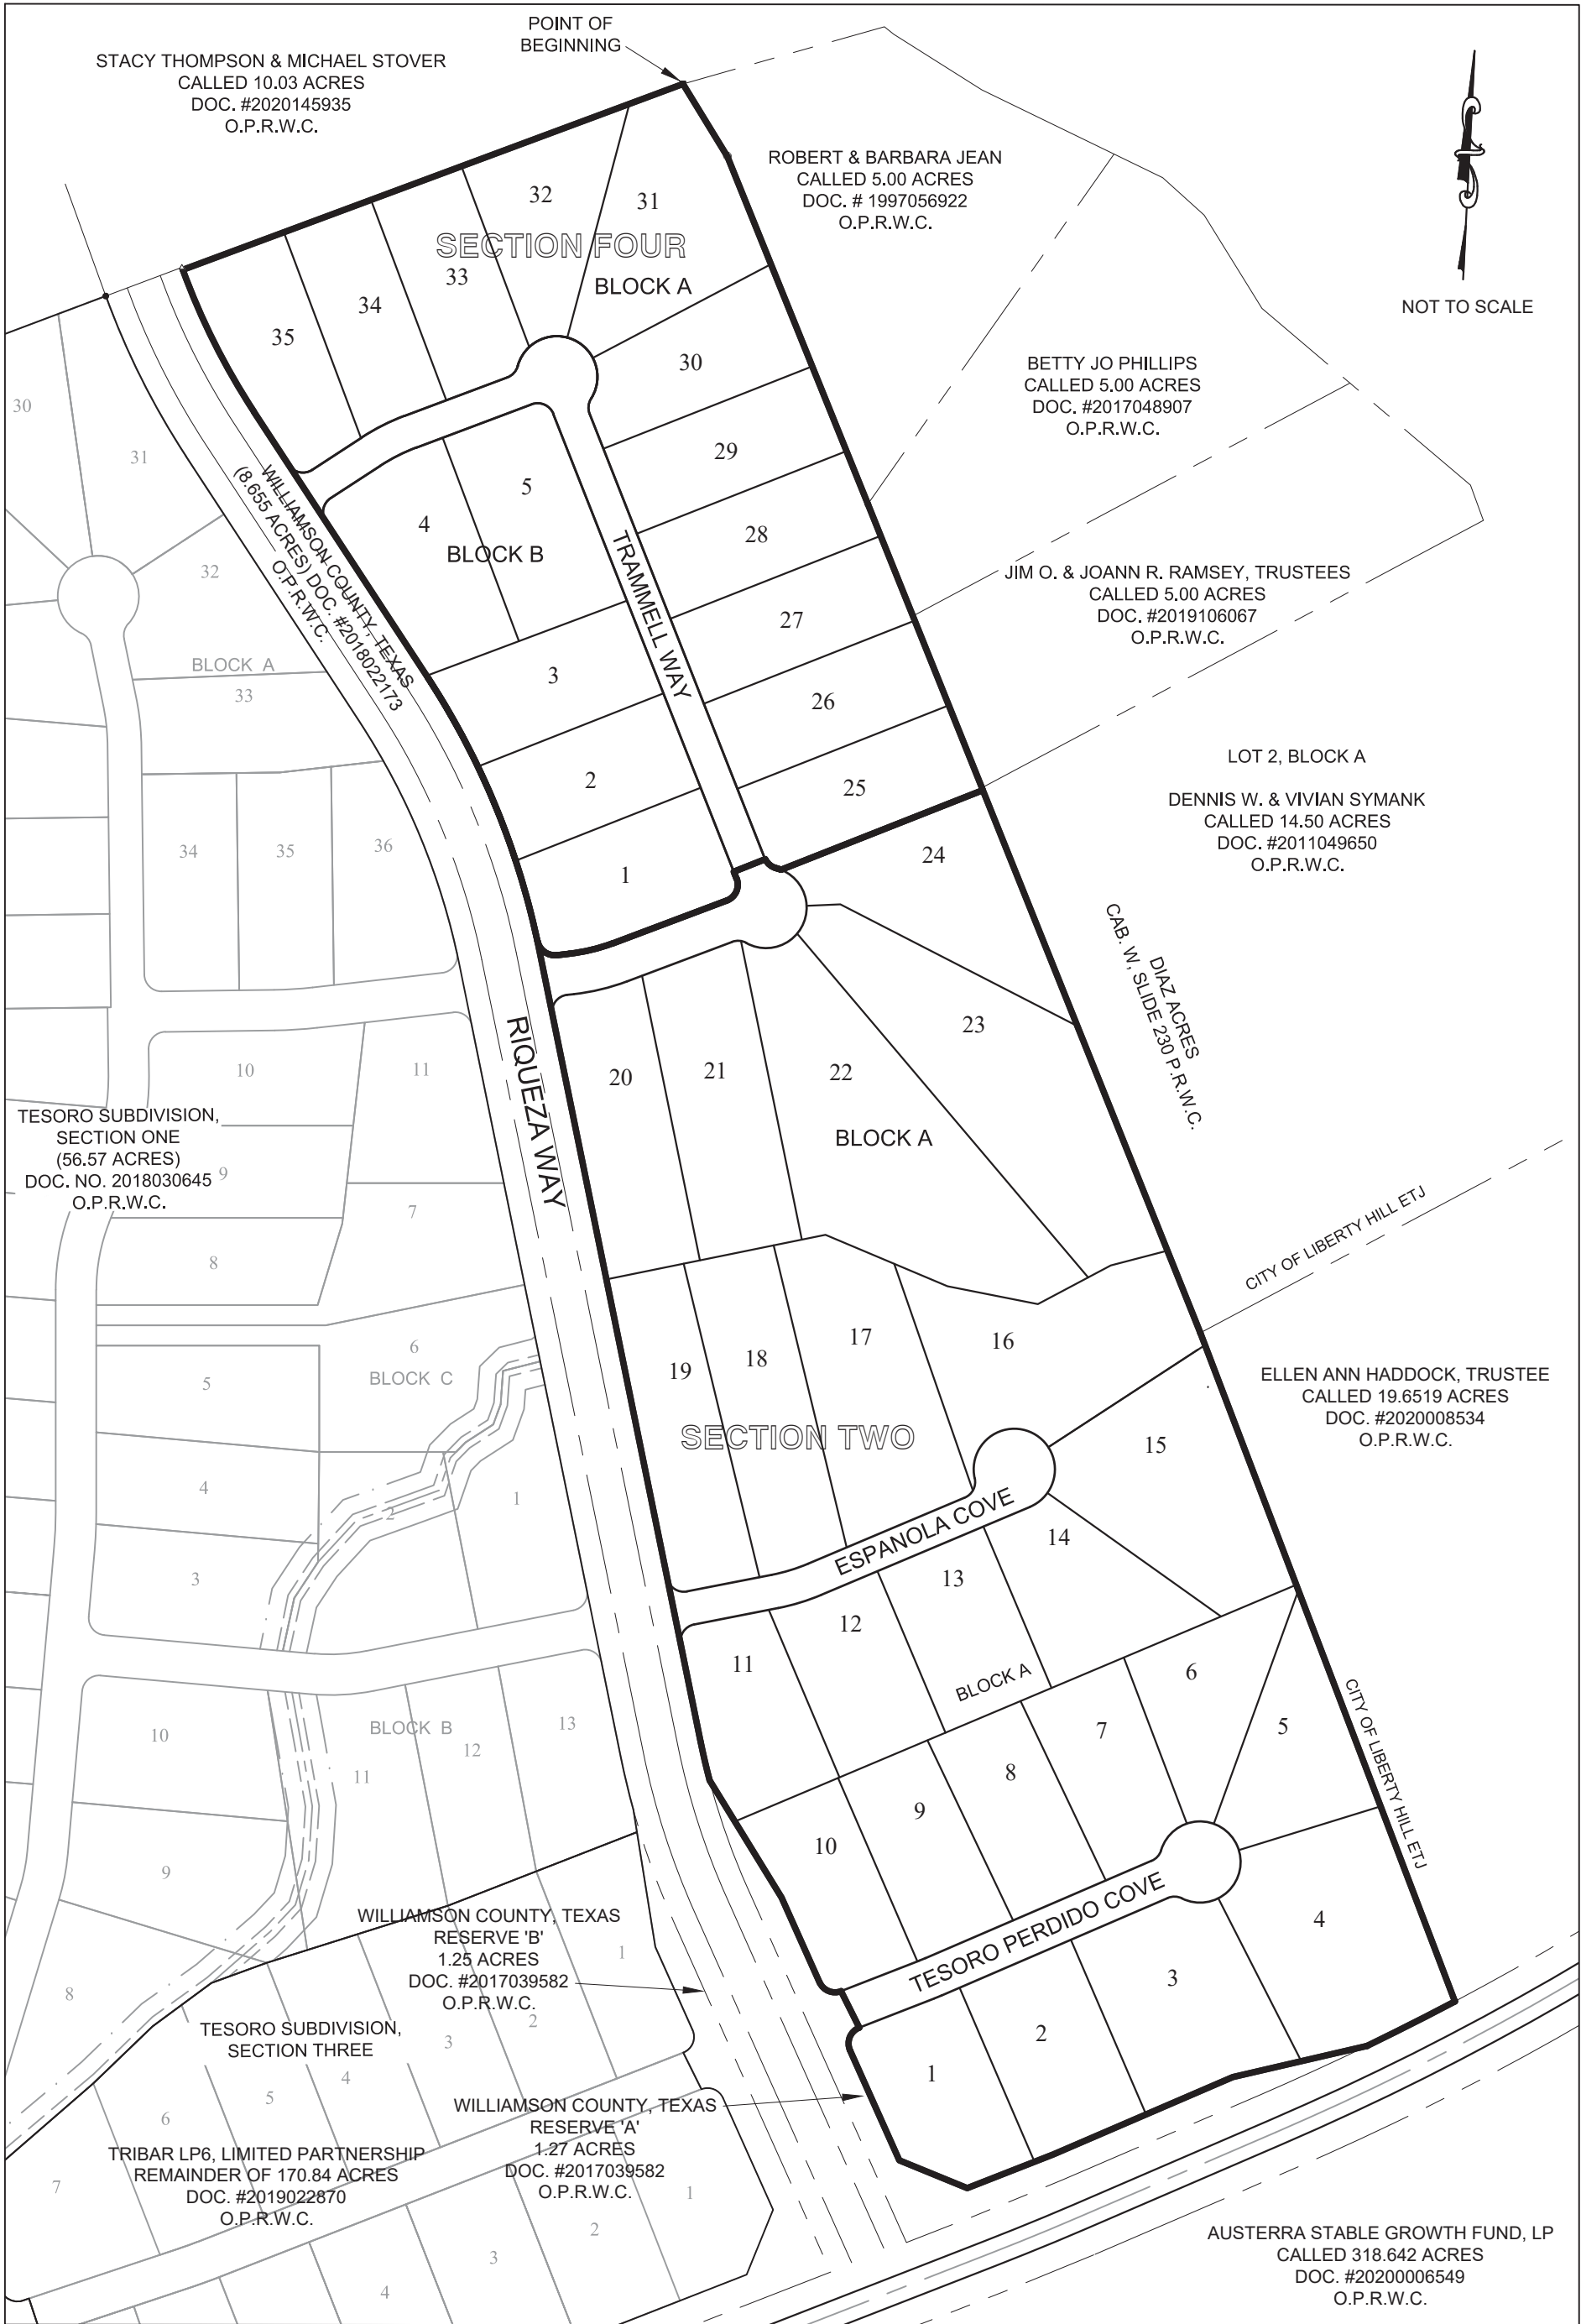 POINT OF
BEGINNING
STACY THOMPSON & MICHAEL STOVER
CALLED 10.03 ACRES
DOC. #2020145935
O.P.R.W.C.
ROBERT & BARBARA JEAN
CALLED 5.00 ACRES
DOC. # 1997056922
O.P.R.W.C.
NOT TO SCALE
32
31
SECTION FOUR
33
BLOCK A
34
35
30
BETTY JO PHILLIPS
CALLED 5.00 ACRES
DOC. #2017048907
O.P.R.W.C.
30
31
29
5
4
28
BLOCK B
TRAMMELL WAY
WILLIAMSON COUNTY, TEXAS
(8.655 ACRES) DOC. #2018022173
O.P.R.W.C.
32
JIM O. & JOANN R. RAMSEY, TRUSTEES
CALLED 5.00 ACRES
DOC. #2019106067
O.P.R.W.C.
27
BLOCK A
33
3
26
2
25
LOT 2, BLOCK A
DENNIS W. & VIVIAN SYMANK
CALLED 14.50 ACRES
DOC. #2011049650
O.P.R.W.C.
34
35
36
1
24
DIAZ ACRES
CAB. W, SLIDE 230 P.R.W.C.
23
RIQUEZA WAY
20
21
22
10
11
BLOCK A
TESORO SUBDIVISION,
SECTION ONE
(56.57 ACRES)
DOC. NO. 2018030645
O.P.R.W.C.
9
7
8
CITY OF LIBERTY HILL ETJ
6
BLOCK C
5
19
18
17
16
ELLEN ANN HADDOCK, TRUSTEE
CALLED 19.6519 ACRES
DOC. #2020008534
O.P.R.W.C.
SECTION TWO
15
4
1
2
ESPANOLA COVE
14
3
13
12
11
BLOCK A
6
5
CITY OF LIBERTY HILL ETJ
10
BLOCK B
13
12
11
7
8
9
10
9
TESORO PERDIDO COVE
4
WILLIAMSON COUNTY, TEXAS
RESERVE 'B'
1.25 ACRES
DOC. #2017039582
O.P.R.W.C.
1
8
3
2
TESORO SUBDIVISION,
SECTION THREE
2
3
4
5
6
1
WILLIAMSON COUNTY, TEXAS
RESERVE 'A'
1.27 ACRES
DOC. #2017039582
O.P.R.W.C.
TRIBAR LP6, LIMITED PARTNERSHIP
REMAINDER OF 170.84 ACRES
DOC. #2019022870
O.P.R.W.C.
7
1
2
3
4
AUSTERRA STABLE GROWTH FUND, LP
CALLED 318.642 ACRES
DOC. #20200006549
O.P.R.W.C.